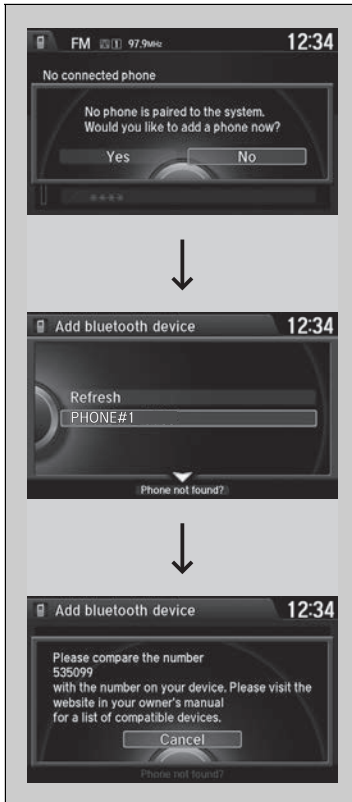 FM 1 97.9MHz 12:34
No connected phone
No phone is paired to the system.
Would you like to add a phone now?
Yes No
Add bluetooth device 12:34
Refresh
PHONE#1
Phone not found?
Add bluetooth device 12:34
Please compare the number
535099
with the number on your device. Please visit the
website in your owner's manual
for a list of compatible devices.
Cancel
Phone not found?